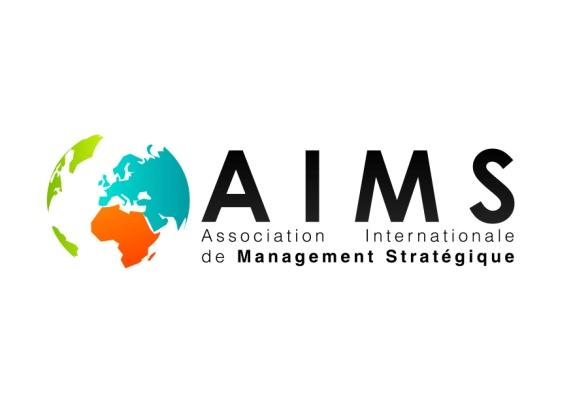 AIMS
Association Internationale
de Management Stratégique